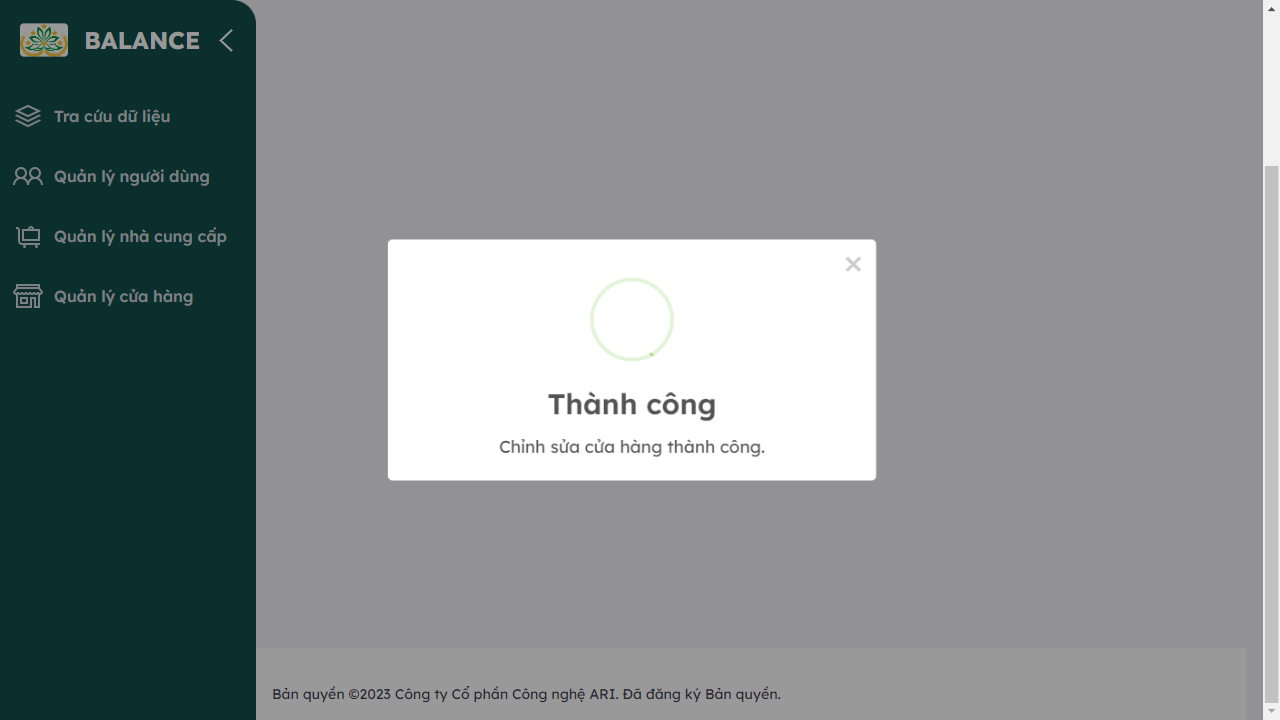 BALANCE
Tra cứu dữ liệu
Quản lý người dùng
Quản lý nhà cung cấp
Quản lý cửa hàng
Thành công
Chỉnh sửa cửa hàng thành công.
Bản quyền ©2023 Công ty Cổ phần Công nghệ ARI. Đã đăng ký Bản quyền.